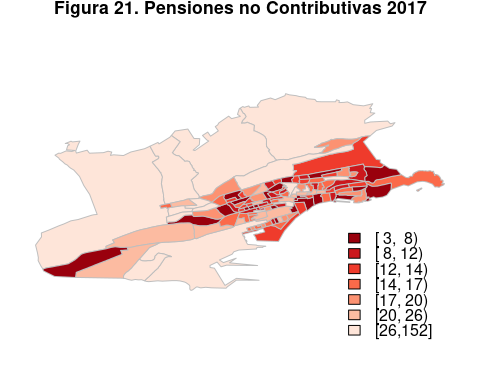 Figura 21. Pensiones no Contributivas 2017
[ 3, 8)
[ 8, 12)
[12, 14)
[14, 17)
[17, 20)
[20, 26)
[26,152]